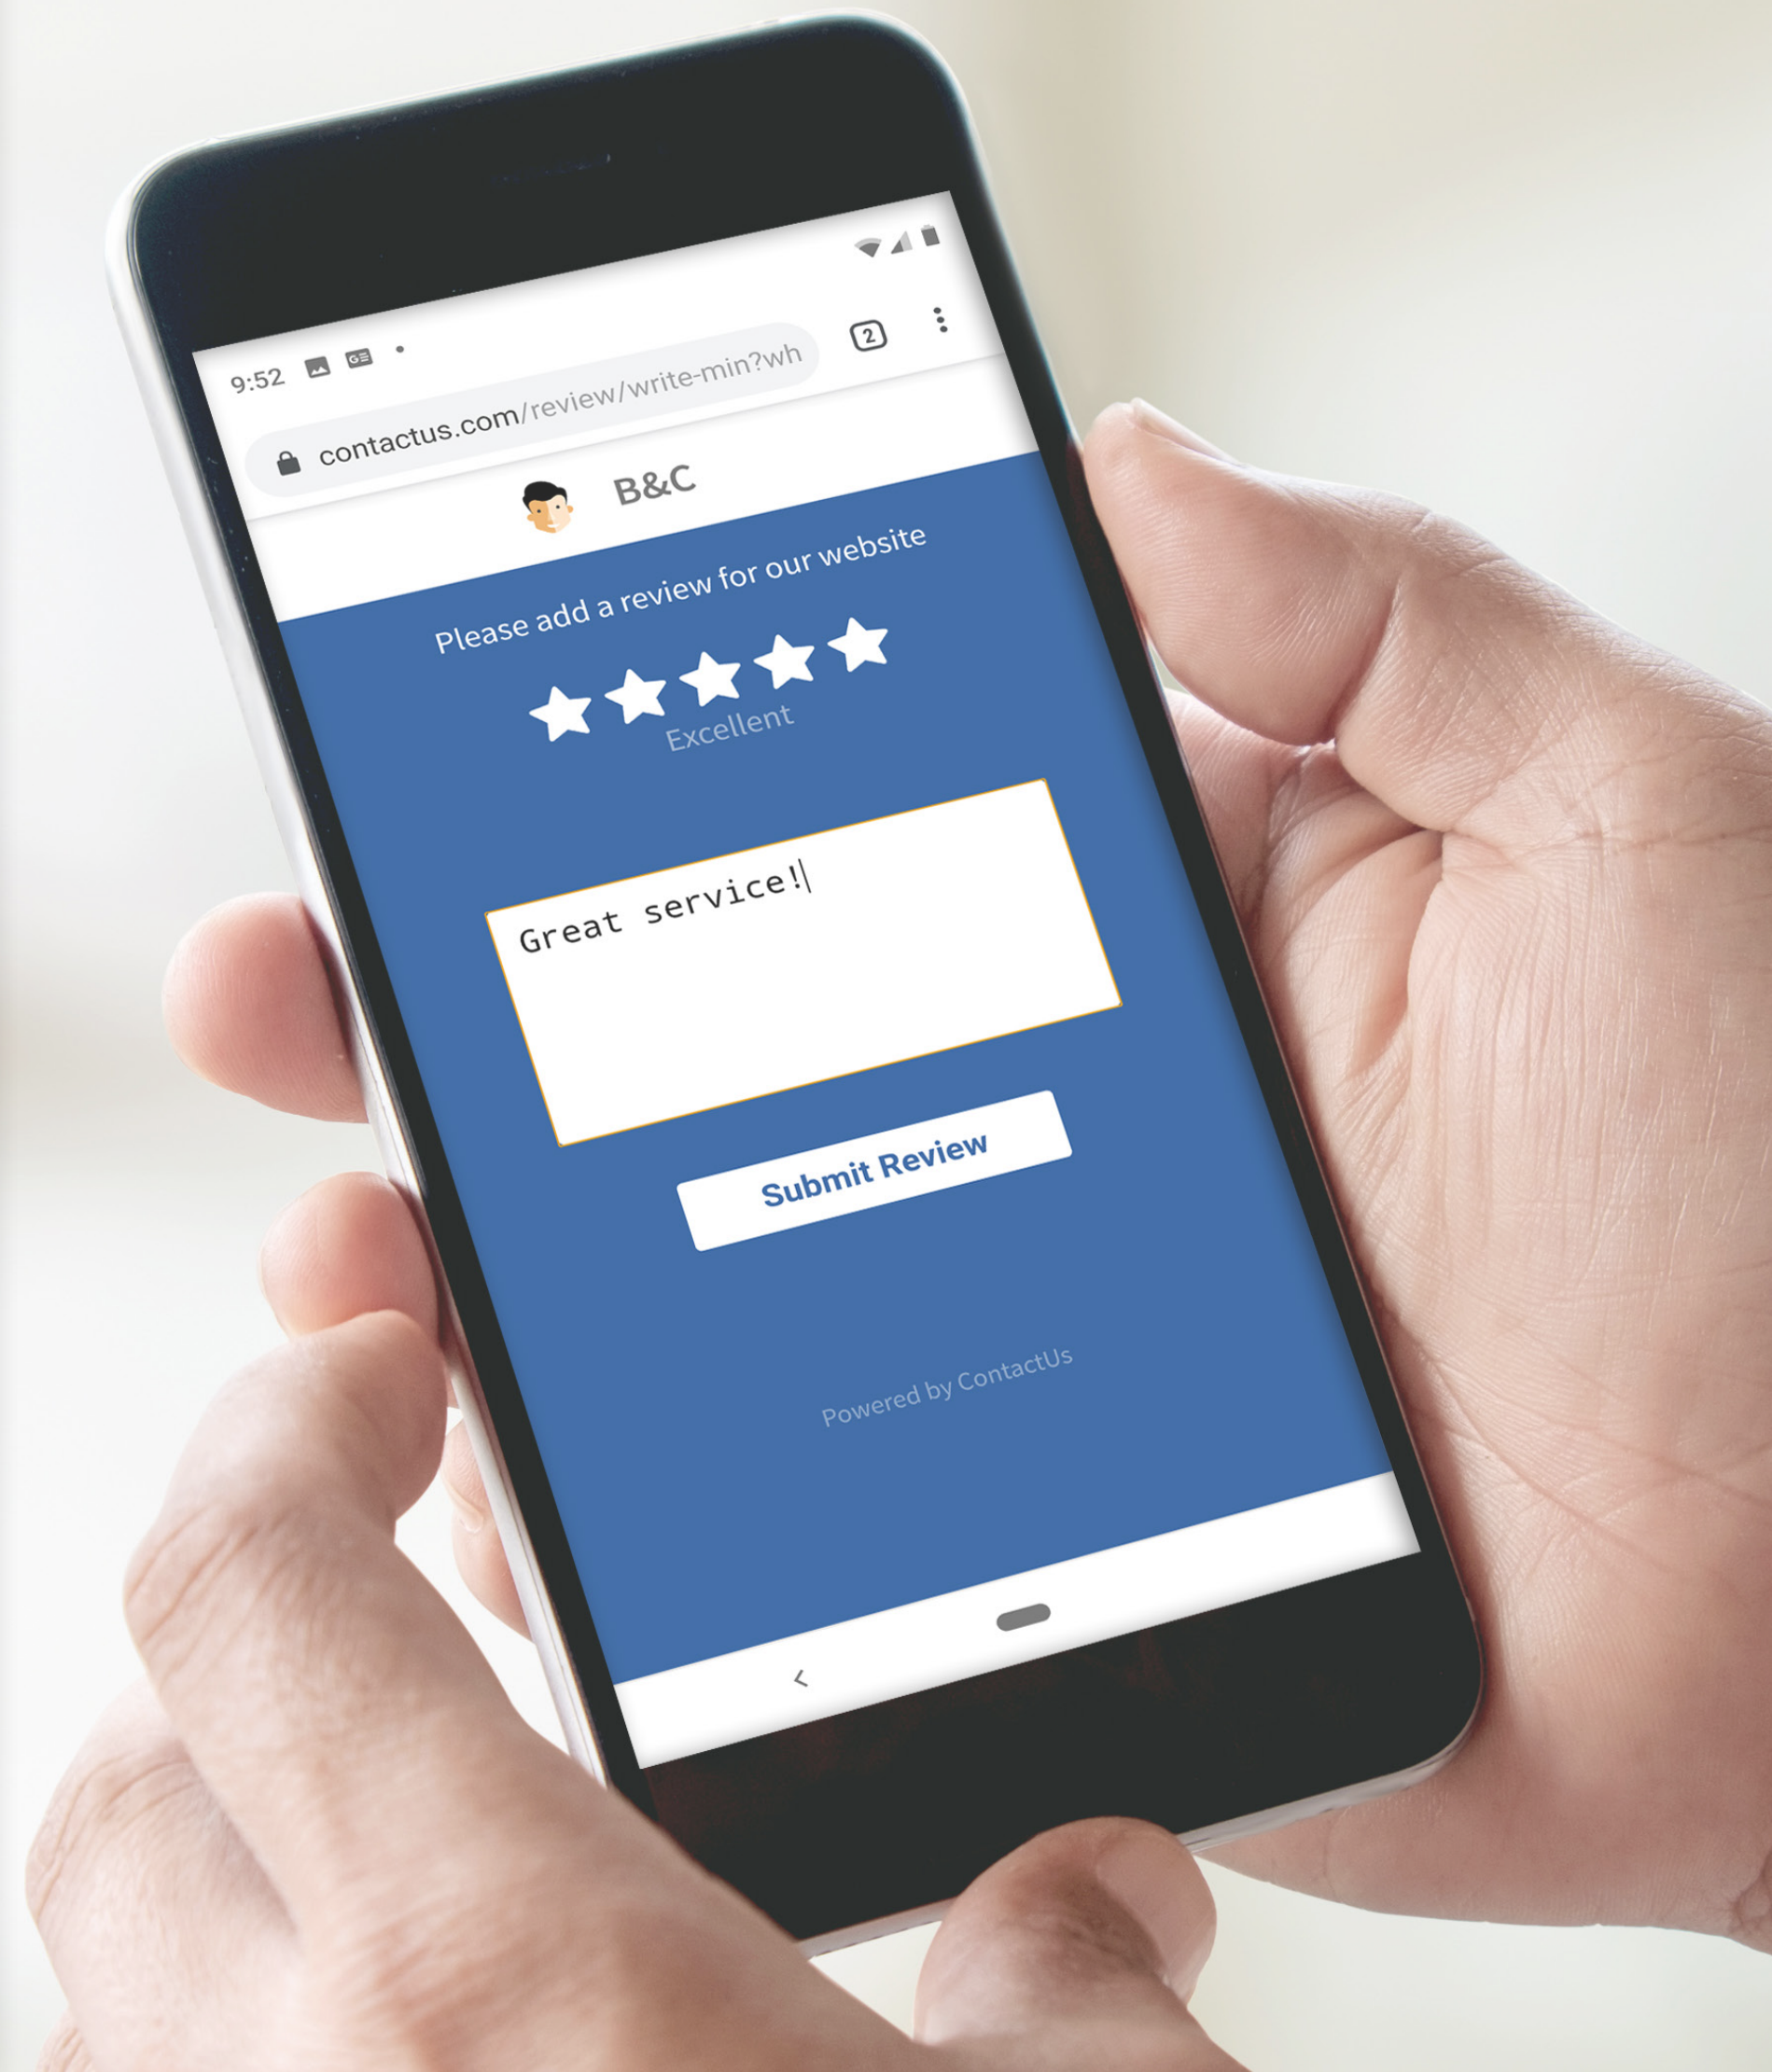 9:52
2
contactus.com/review/write-min?wh
B&C
Please add a review for our website
Excellent
Great service!
Submit Review
Powered by ContactUs